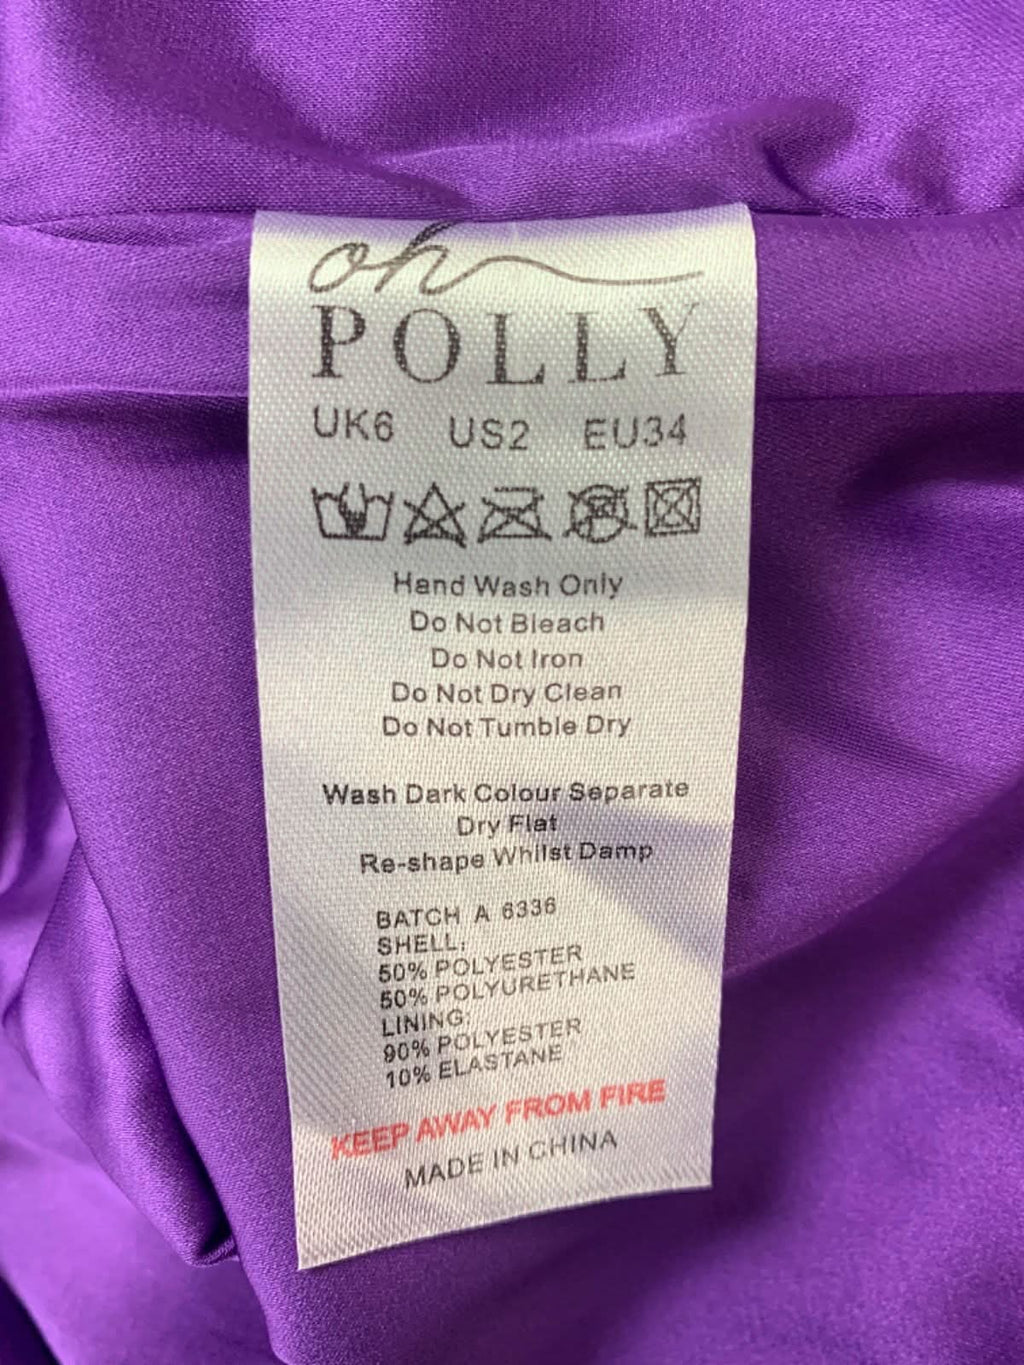 oh
POLLY
UK6 US2 EU34
Hand Wash Only
Do Not Bleach
Do Not Iron
Do Not Dry Clean
Do Not Tumble Dry
Wash Dark Colour Separate
Dry Flat
Re-shape Whilst Damp
BATCH A 6336
SHELL:
50% POLYESTER
50% POLYURETHANE
LINING:
90% POLYESTER
10% ELASTANE
KEEP AWAY FROM FIRE
MADE IN CHINA